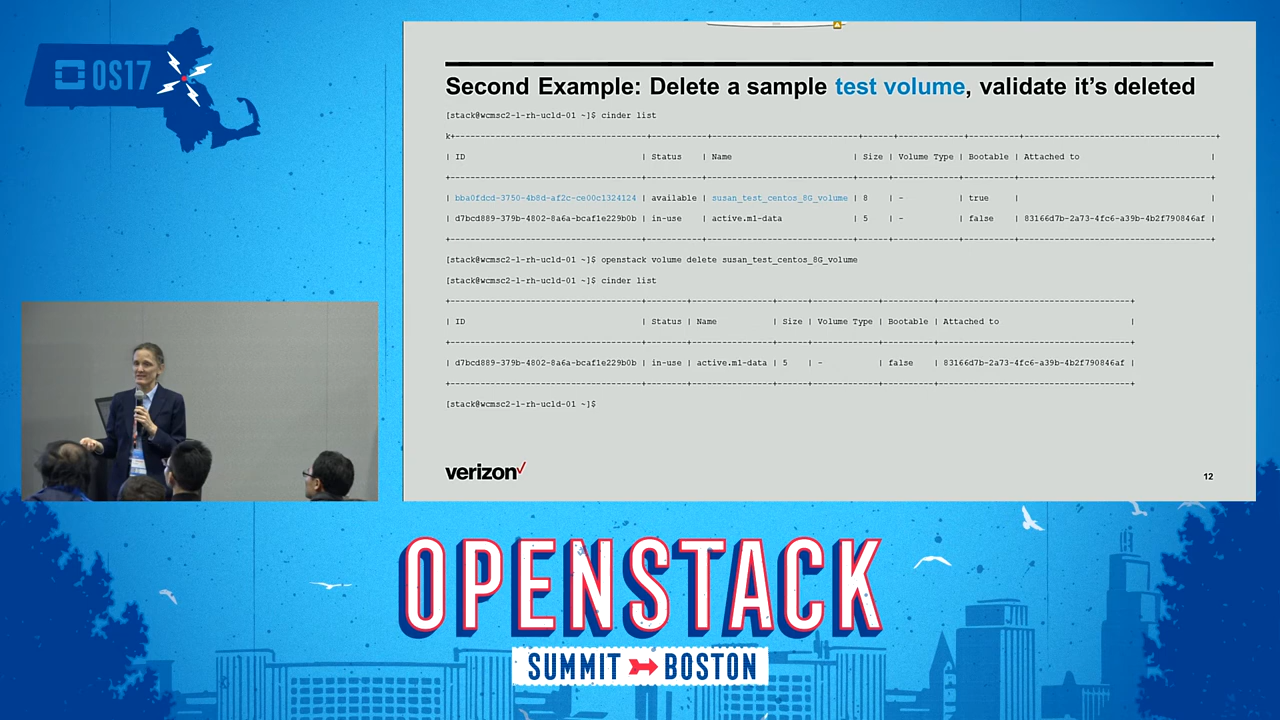 OS17
Second Example: Delete a sample test volume, validate it's deleted
[stack@wcmsc2-l-rh-ucld-01 ~]$ cinder list
k+--------------------------------------+-----------+----------------------------+------+-------------+----------+--------------------------------------+
| ID | Status | Name | Size | Volume Type | Bootable | Attached to |
+--------------------------------------+-----------+----------------------------+------+-------------+----------+--------------------------------------+
| bba0fdcd-3750-4b8d-af2c-ce00c1324124 | available | susan_test_centos_8G_volume | 8 | - | true | |
| d7bcd889-379b-4802-8a6a-bcaf1e229b0b | in-use | active.ml-data | 5 | - | false | 83166d7b-2a73-4fc6-a39b-4b2f790846af |
+--------------------------------------+-----------+----------------------------+------+-------------+----------+--------------------------------------+
[stack@wcmsc2-l-rh-ucld-01 ~]$ openstack volume delete susan_test_centos_8G_volume
[stack@wcmsc2-l-rh-ucld-01 ~]$ cinder list
+--------------------------------------+--------+----------------+------+-------------+----------+--------------------------------------+
| ID | Status | Name | Size | Volume Type | Bootable | Attached to |
+--------------------------------------+--------+----------------+------+-------------+----------+--------------------------------------+
| d7bcd889-379b-4802-8a6a-bcaf1e229b0b | in-use | active.ml-data | 5 | - | false | 83166d7b-2a73-4fc6-a39b-4b2f790846af |
+--------------------------------------+--------+----------------+------+-------------+----------+--------------------------------------+
[stack@wcmsc2-l-rh-ucld-01 ~]$
verizon
12
OPENSTACK
SUMMIT BOSTON